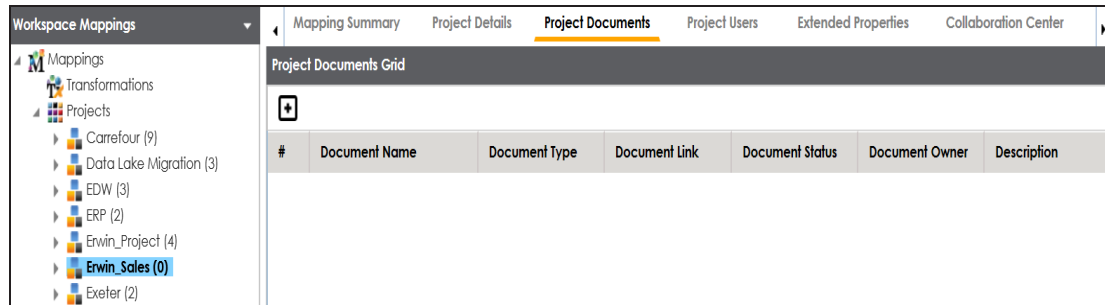 Workspace Mappings
Mappings
Transformations
Projects
Carrefour (9)
Data Lake Migration (3)
EDW (3)
ERP (2)
Erwin_Project (4)
Erwin_Sales (0)
Exeter (2)
Mapping Summary Project Details Project Documents Project Users Extended Properties Collaboration Center
Project Documents Grid
# Document Name Document Type Document Link Document Status Document Owner Description